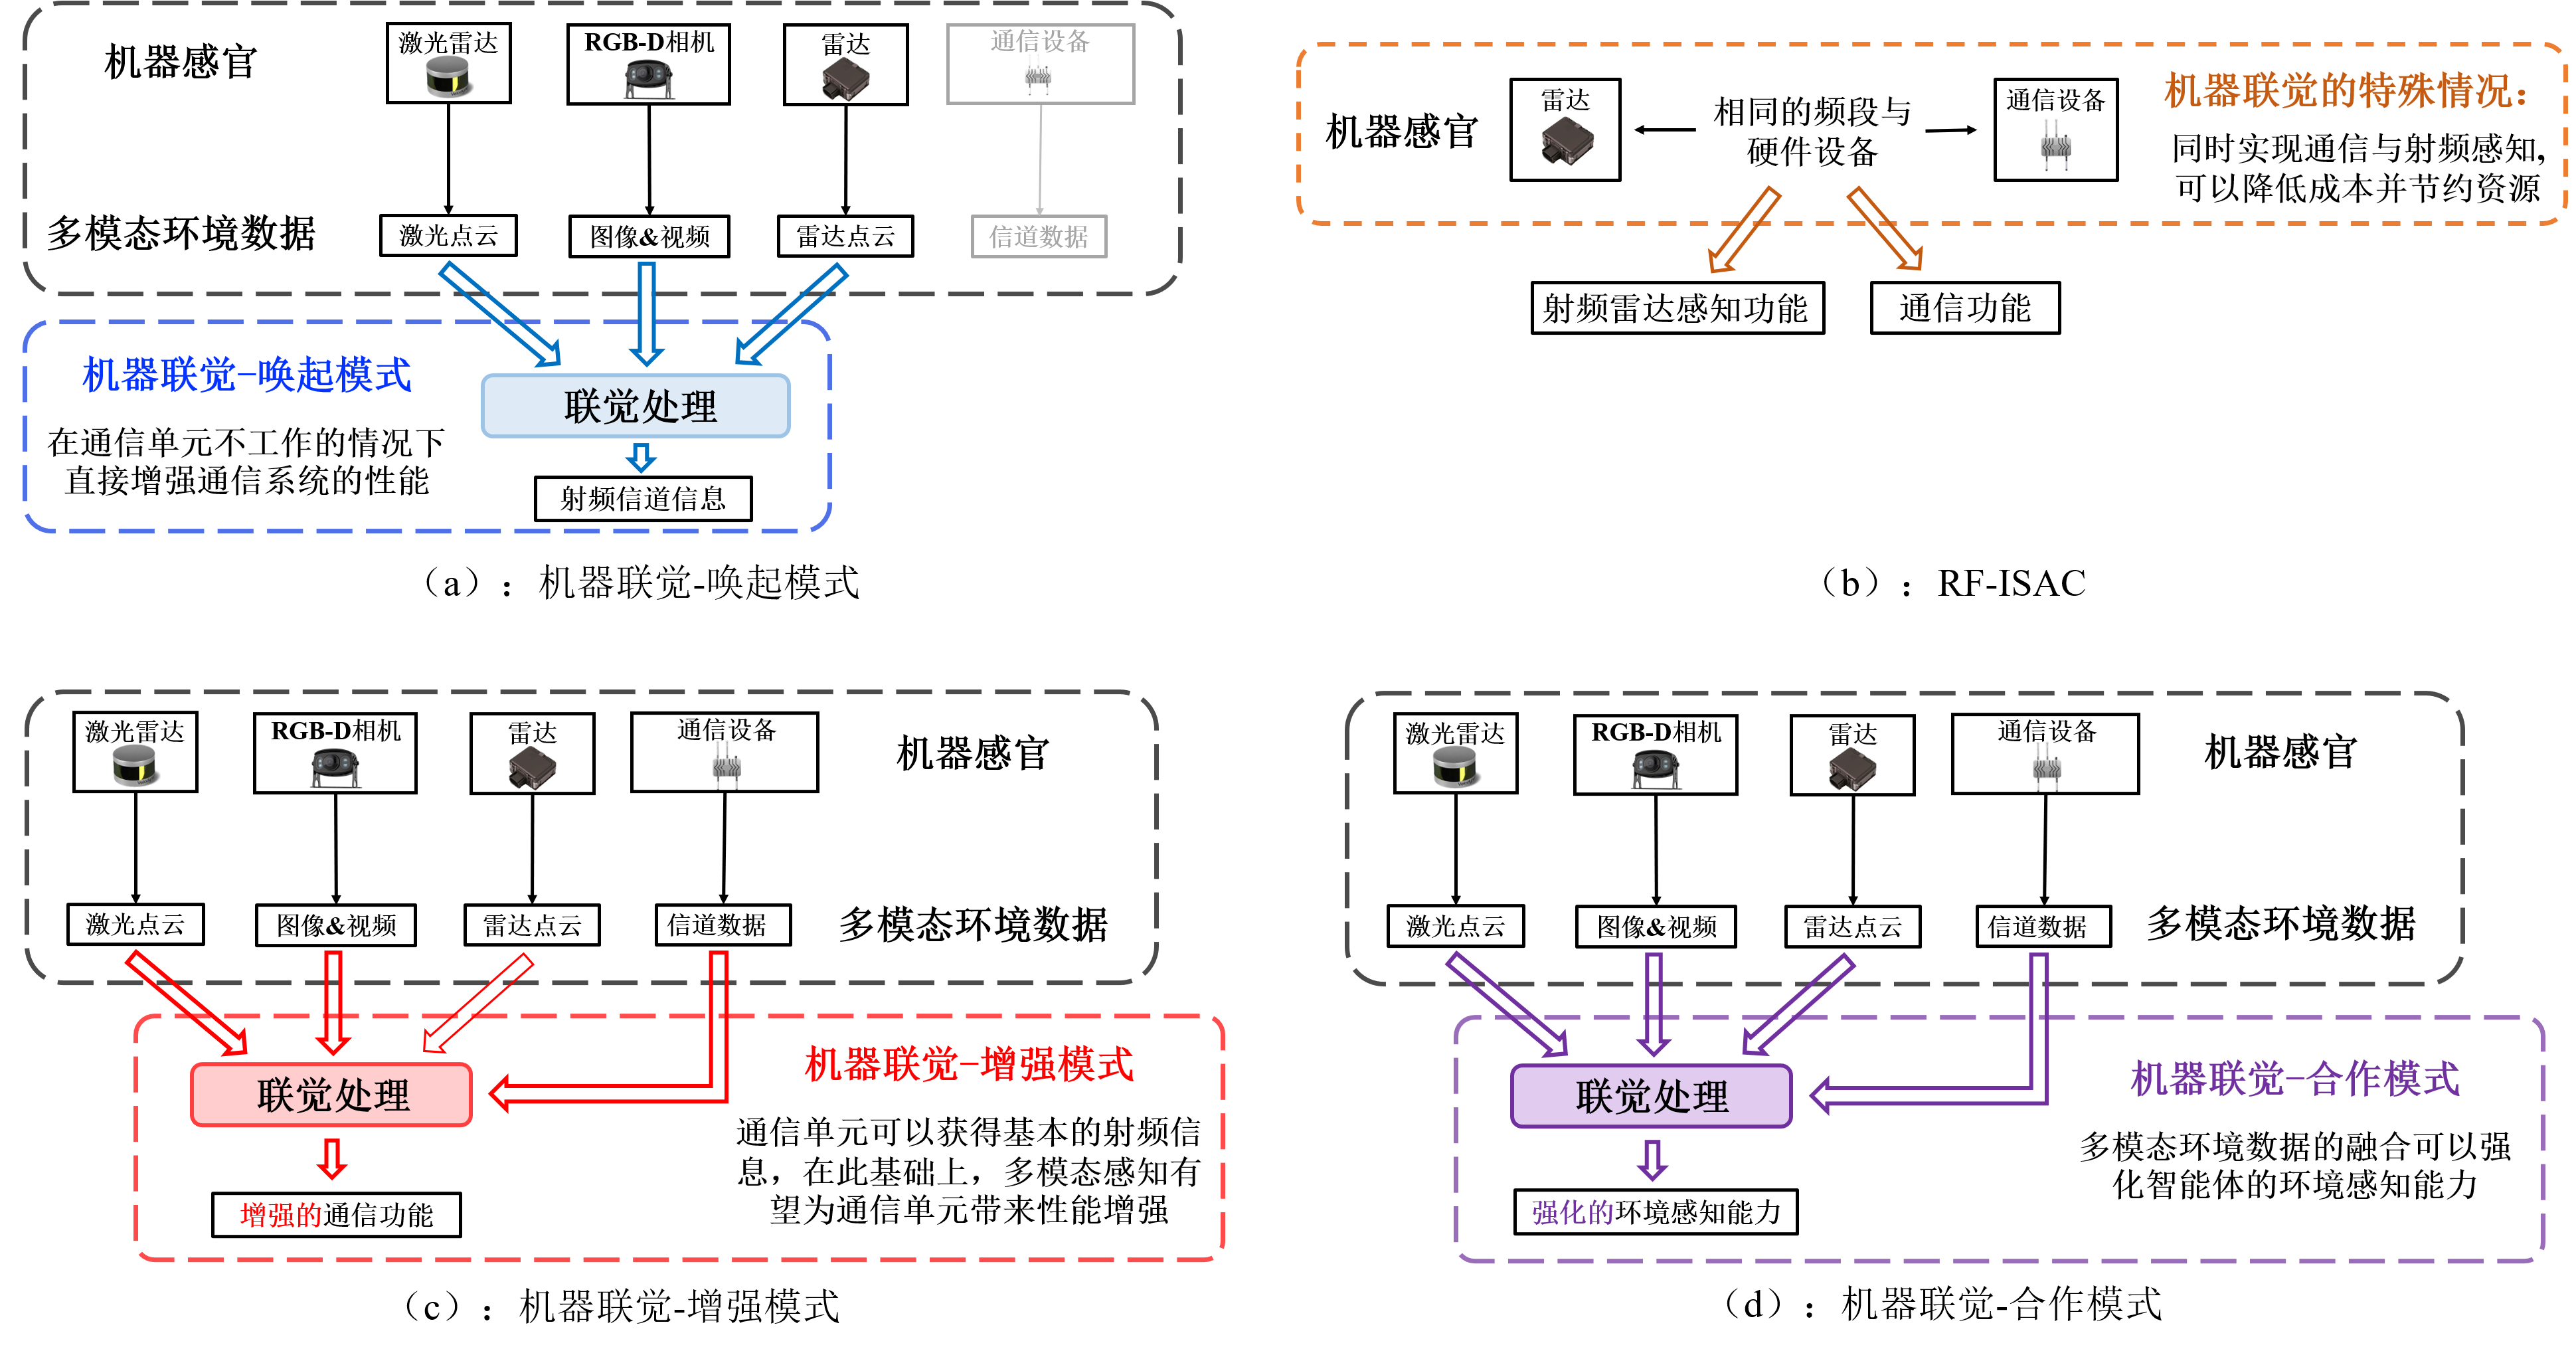 机器感官
激光雷达
RGB-D相机
雷达
通信设备
多模态环境数据
激光点云
图像&视频
雷达点云
信道数据
机器联觉-唤起模式
在通信单元不工作的情况下
直接增强通信系统的性能
联觉处理
射频信道信息
（a）：机器联觉-唤起模式
机器感官
雷达
相同的频段与
硬件设备
通信设备
机器联觉的特殊情况：
同时实现通信与射频感知，
可以降低成本并节约资源
射频雷达感知功能
通信功能
（b）：RF-ISAC
激光雷达
RGB-D相机
雷达
通信设备
机器感官
激光点云
图像&视频
雷达点云
信道数据
多模态环境数据
联觉处理
增强的通信功能
机器联觉-增强模式
通信单元可以获得基本的射频信
息，在此基础上，多模态感知有
望为通信单元带来性能增强
（c）：机器联觉-增强模式
激光雷达
RGB-D相机
雷达
通信设备
机器感官
激光点云
图像&视频
雷达点云
信道数据
多模态环境数据
联觉处理
强化的环境感知能力
机器联觉-合作模式
多模态环境数据的融合可以强
化智能体的环境感知能力
（d）：机器联觉-合作模式